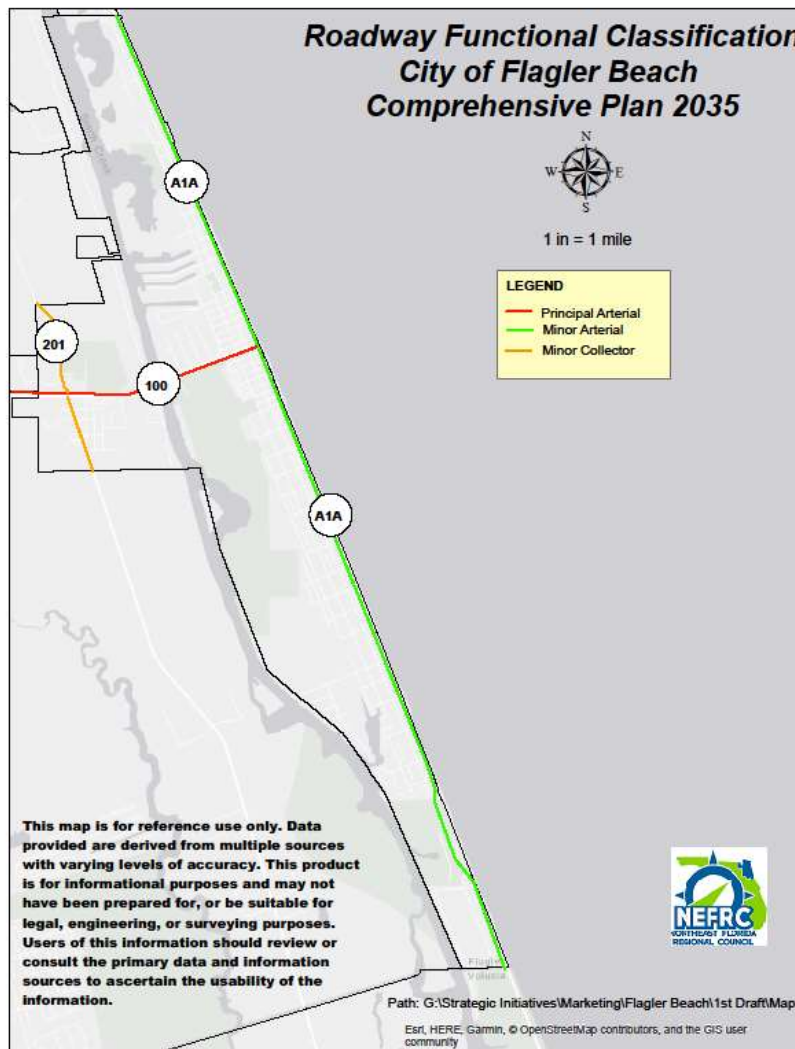 Roadway Functional Classification
City of Flagler Beach
Comprehensive Plan 2035
N
W E
S
1 in = 1 mile
LEGEND
Principal Arterial
Minor Arterial
Minor Collector
A1A
201
100
A1A
This map is for reference use only. Data
provided are derived from multiple sources
with varying levels of accuracy. This product
is for informational purposes and may not
have been prepared for, or be suitable for
legal, engineering, or surveying purposes.
Users of this information should review or
consult the primary data and information
sources to ascertain the usability of the
information.
NEFRC
NORTHEAST FLORIDA
REGIONAL COUNCIL
Flagler
Volusia
Path: G:\Strategic Initiatives\Marketing\Flagler Beach\1st Draft\Map
Esri, HERE, Garmin, © OpenStreetMap contributors, and the GIS user
community